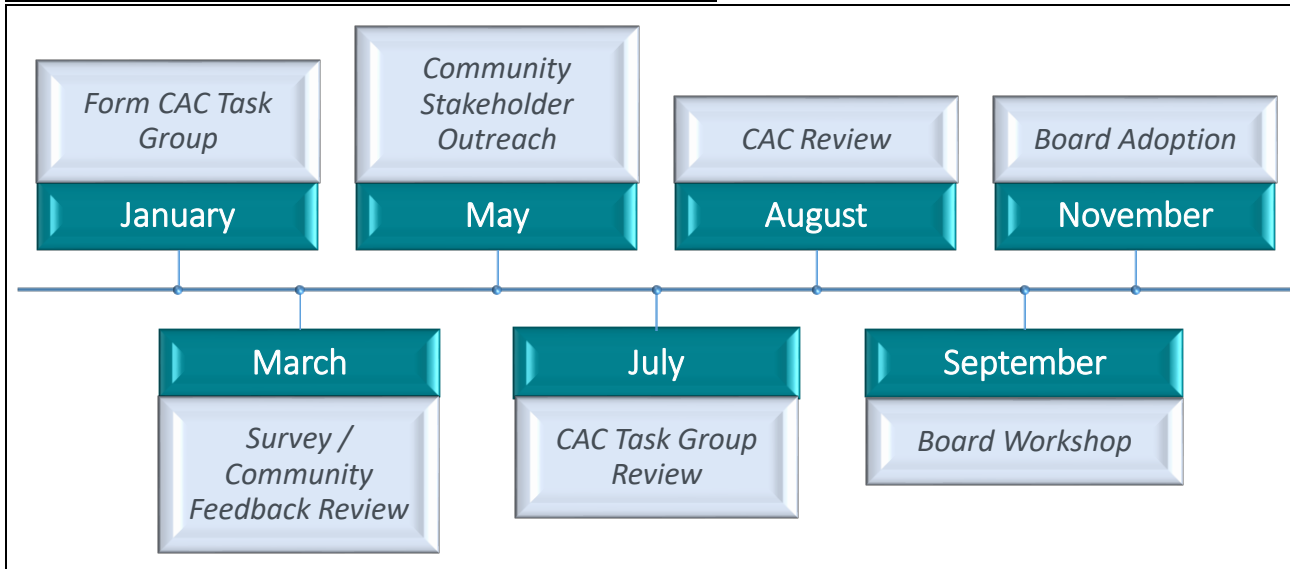 Form CAC Task
Group
January
Community
Stakeholder
Outreach
May
CAC Review
August
Board Adoption
November
March
Survey /
Community
Feedback Review
July
CAC Task Group
Review
September
Board Workshop